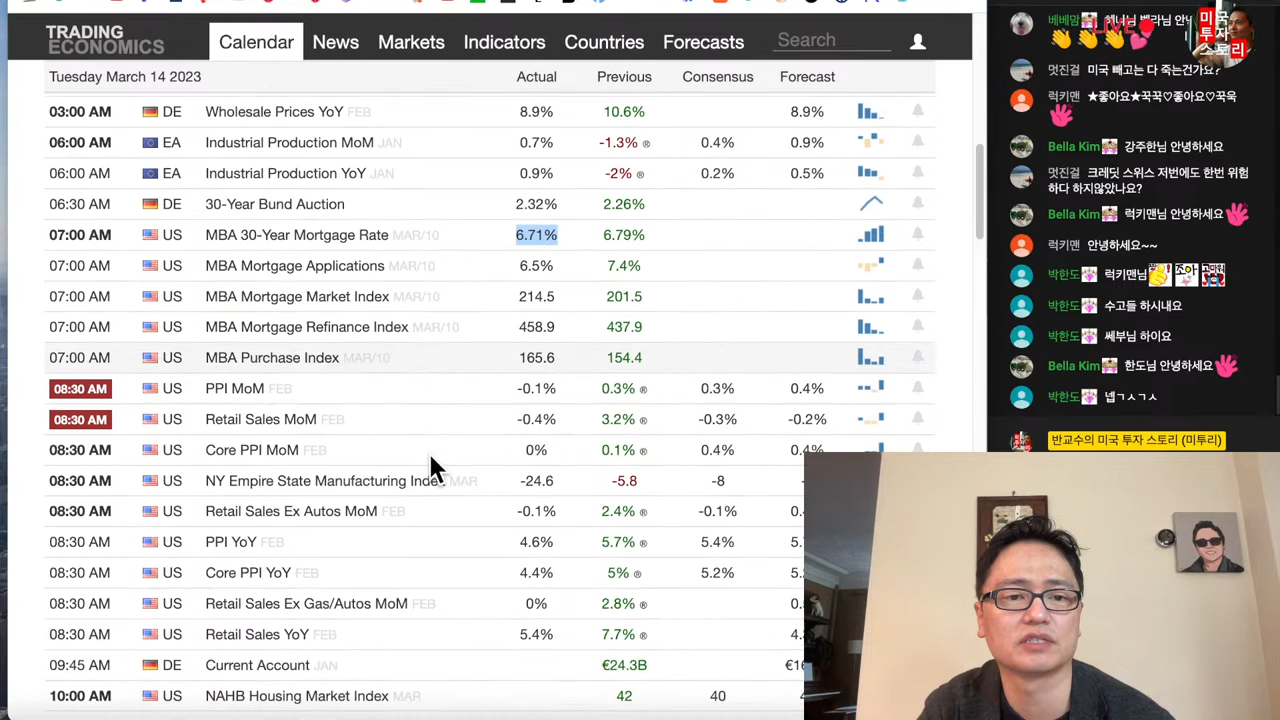 TRADING
ECONOMICS
Calendar News Markets Indicators Countries Forecasts Search
Tuesday March 14 2023 Actual Previous Consensus Forecast
03:00 AM DE Wholesale Prices YoY FEB 8.9% 10.6% 8.9%
06:00 AM EA Industrial Production MoM JAN 0.7% -1.3% ® 0.4% 0.9%
06:00 AM EA Industrial Production YoY JAN 0.9% -2% ® 0.2% 0.5%
06:30 AM DE 30-Year Bund Auction 2.32% 2.26%
07:00 AM US MBA 30-Year Mortgage Rate MAR/10 6.71% 6.79%
07:00 AM US MBA Mortgage Applications MAR/10 6.5% 7.4%
07:00 AM US MBA Mortgage Market Index MAR/10 214.5 201.5
07:00 AM US MBA Mortgage Refinance Index MAR/10 458.9 437.9
07:00 AM US MBA Purchase Index MAR/10 165.6 154.4
08:30 AM US PPI MoM FEB -0.1% 0.3% ® 0.3% 0.4%
08:30 AM US Retail Sales MoM FEB -0.4% 3.2% ® -0.3% -0.2%
08:30 AM US Core PPI MoM FEB 0% 0.1% ® 0.4% 0.4%
08:30 AM US NY Empire State Manufacturing MAR -24.6 -5.8 -8
08:30 AM US Retail Sales Ex Autos MoM FEB -0.1% 2.4% ® -0.1%
08:30 AM US PPI YoY FEB 4.6% 5.7% ® 5.4%
08:30 AM US Core PPI YoY FEB 4.4% 5% ® 5.2%
08:30 AM US Retail Sales Ex Gas/Autos MoM FEB 0% 2.8% ®
08:30 AM US Retail Sales YoY FEB 5.4% 7.7% ®
09:45 AM DE Current Account JAN €24.3B
10:00 AM US NAHB Housing Market Index MAR 42 40
베베맘
LIVE
미국
투자
스토리
멋진걸 미국 빼고는 다 죽는건가요?
럭키맨 ★좋아요★꾹꾹♡좋아요♡꾹욱
Bella Kim 강주한님 안녕하세요
멋진걸 크레딧 스위스 저번에도 한번 위험
하다 하지않았나요?
Bella Kim 럭키맨님 안녕하세요
럭키맨 안녕하세요~~
박한도 럭키맨님
박한도 수고들 하시내요
박한도 쎄부님 하이요
Bella Kim 한도님 안녕하세요
박한도 넵ㄱㅅㄱㅅ
반교수의 미국 투자 스토리 (미투리)